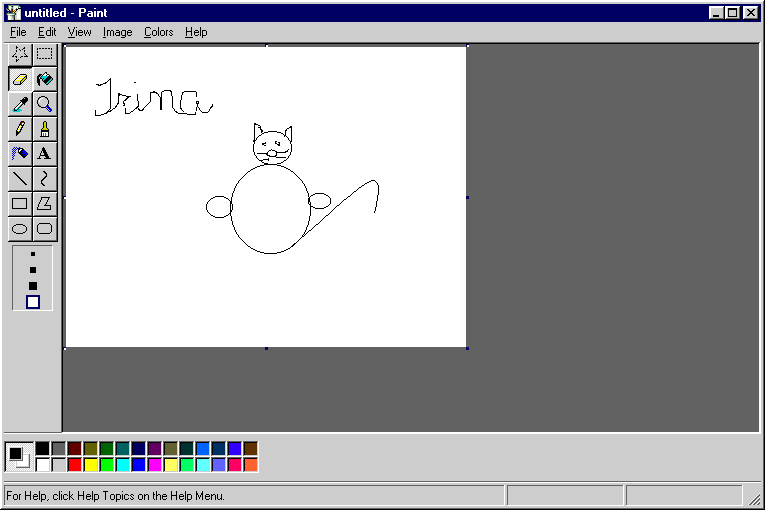 untitled - Paint
File Edit View Image Colors Help
A
Irina
For Help, click Help Topics on the Help Menu.